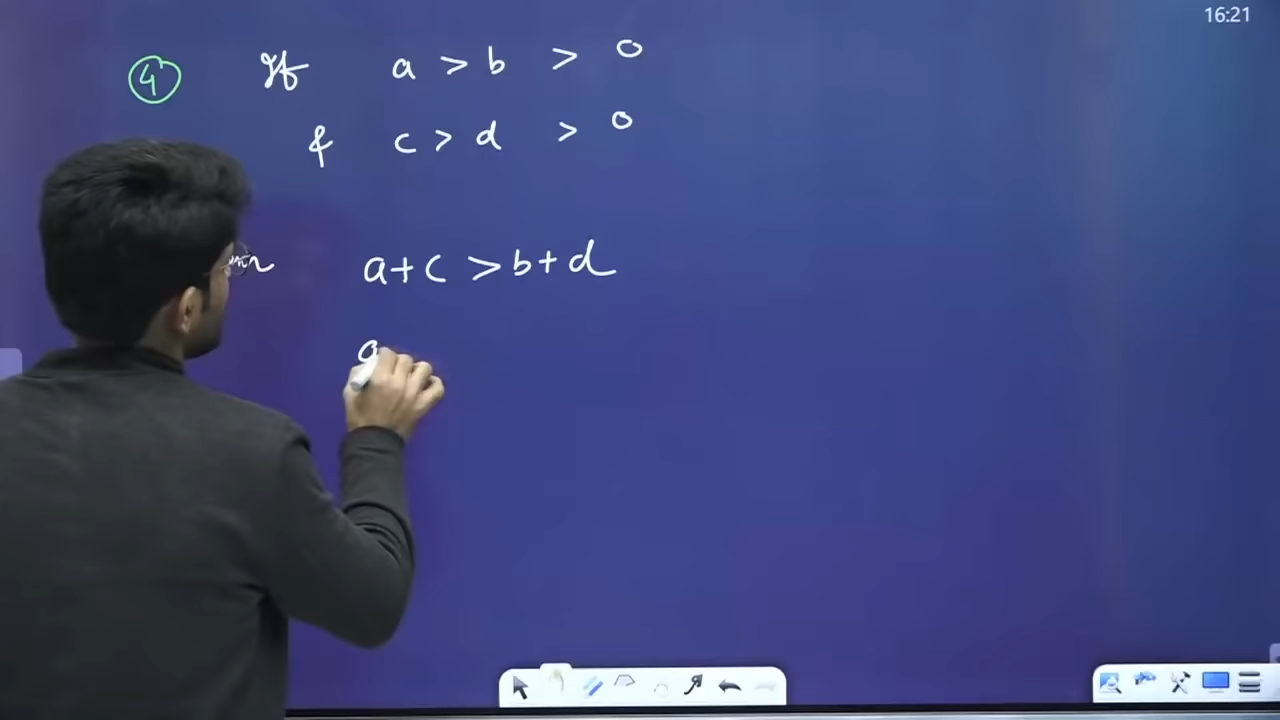 16:21
④ If a > b > 0
& c > d > 0
a+c > b+d
a